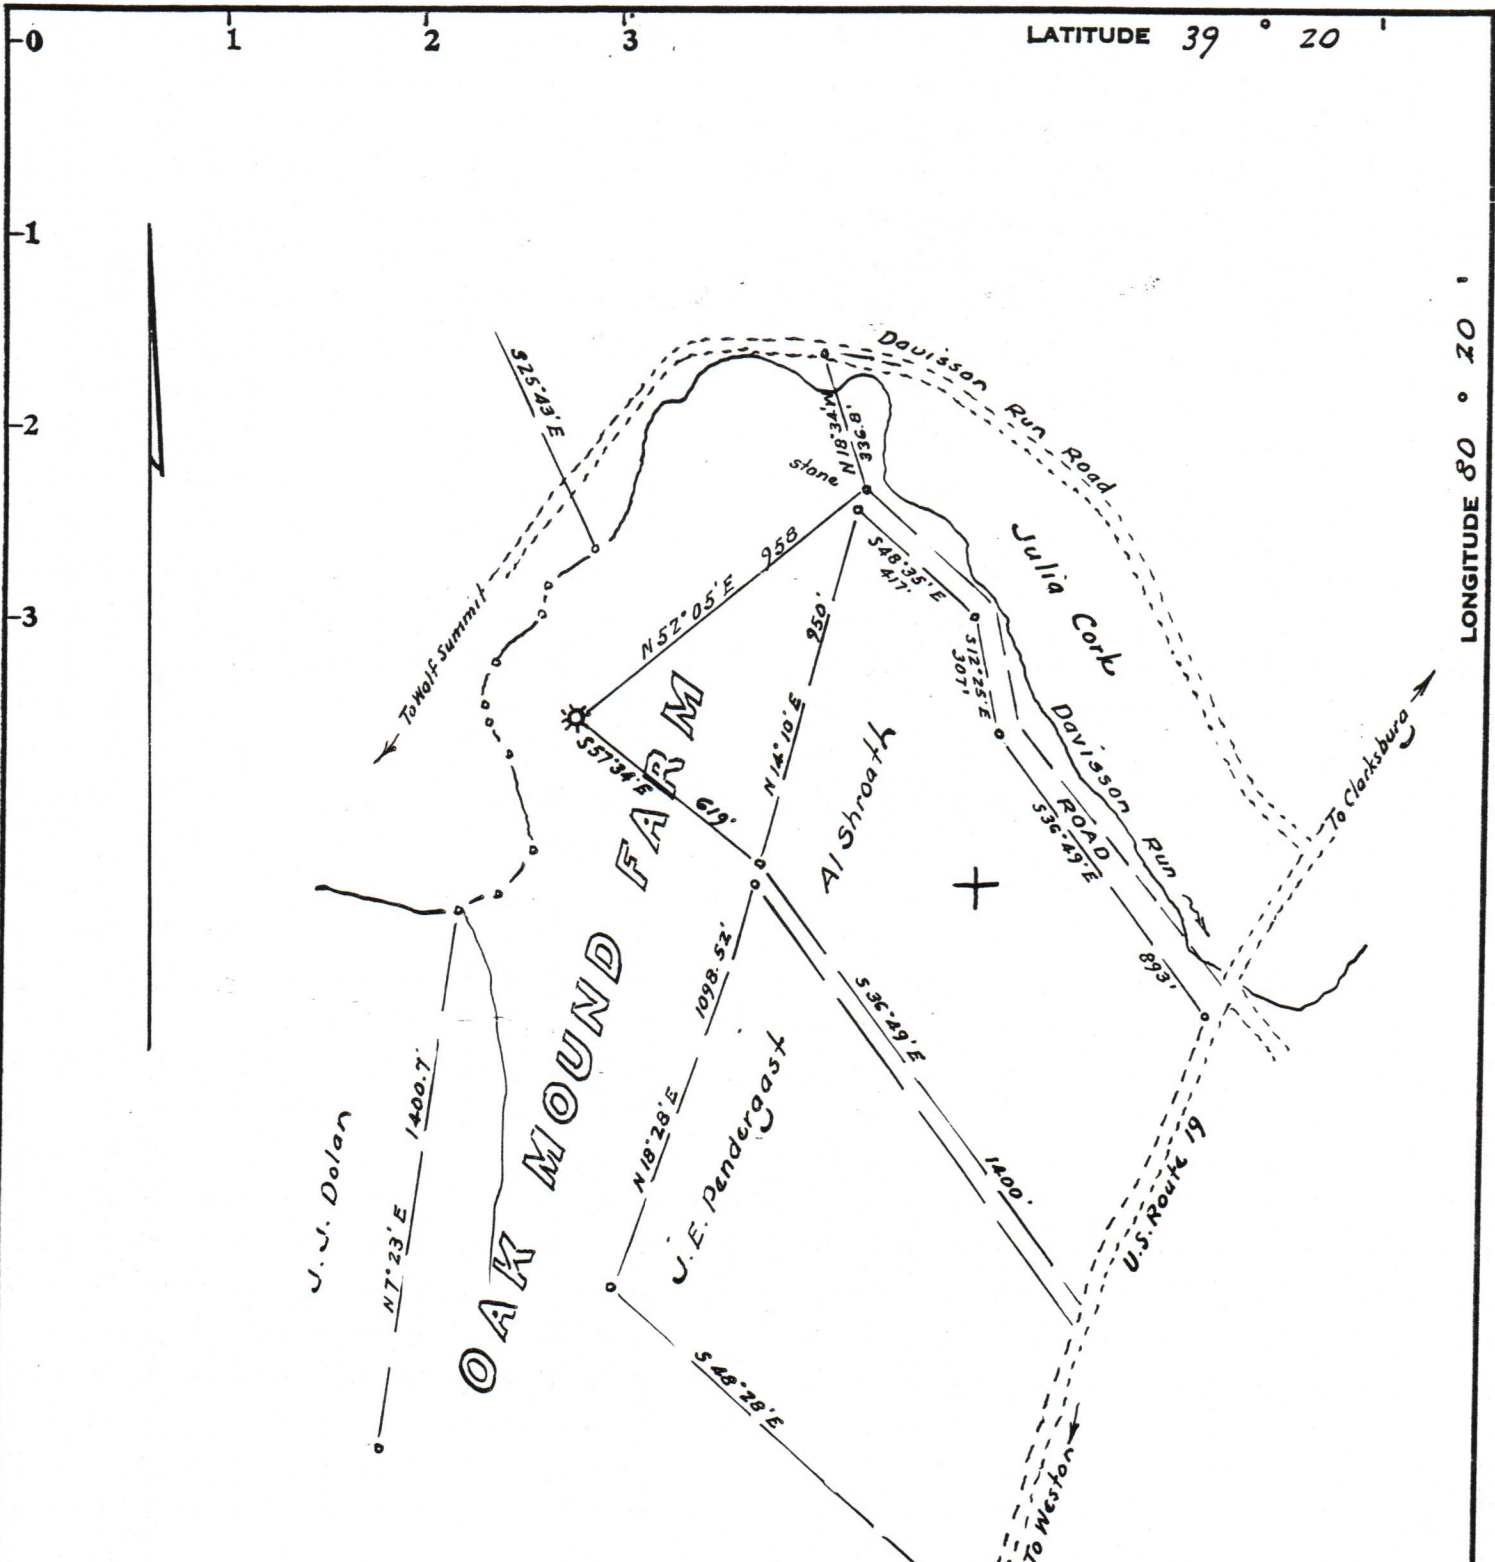 0 1 2 3 LATITUDE 39 ° 20 '
1
2
3
LONGITUDE 80 ° 20 '
S25°43'E
Davisson Run Road
N18°34'W
336.8'
stone
958
N52°05'E
S48°35'E
417'
Julia Cork
950'
N14°10'E
S12°25'E
307'
To Wolf Summit
S57°34'E
619'
Al Shroath
Davisson Run
ROAD
S36°49'E
893'
To Clarksburg
OAK MOUND FARM
1098.52'
N18°28'E
S36°49'E
1400'
J.E. Pendergast
1400.7'
N7°23'E
J.J. Dolan
U.S. Route 19
S48°28'E
To Weston